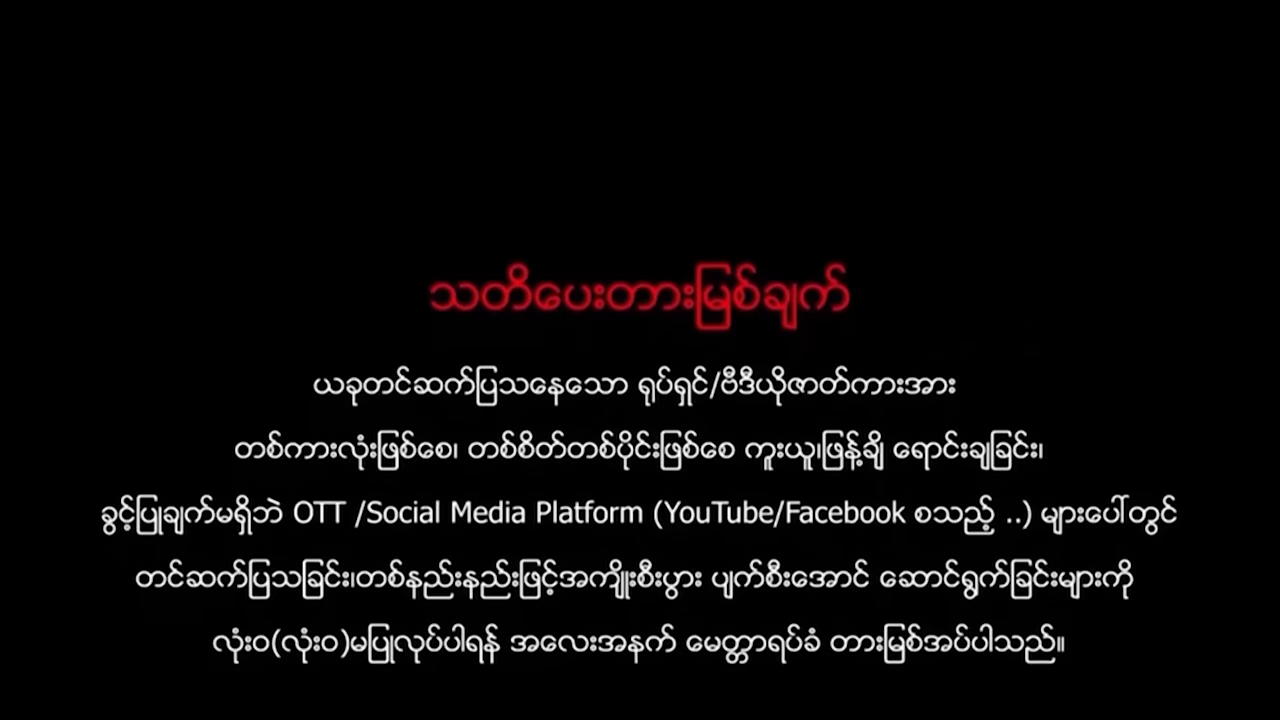 သတိပေးတားမြစ်ချက်
ယခုတင်ဆက်ပြသနေသော ရုပ်ရှင်/ဗီဒီယိုဇာတ်ကားအား
တစ်ကားလုံးဖြစ်စေ၊ တစ်စိတ်တစ်ပိုင်းဖြစ်စေ ကူးယူ၊ဖြန့်ချိ ရောင်းချခြင်း၊
ခွင့်ပြုချက်မရှိဘဲ OTT /Social Media Platform (YouTube/Facebook စသည့် ..) များပေါ်တွင်
တင်ဆက်ပြသခြင်း၊တစ်နည်းနည်းဖြင့်အကျိုးစီးပွား ပျက်စီးအောင် ဆောင်ရွက်ခြင်းများကို
လုံးဝ(လုံးဝ)မပြုလုပ်ပါရန် အလေးအနက် မေတ္တာရပ်ခံ တားမြစ်အပ်ပါသည်။